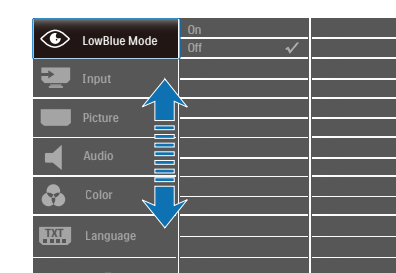 LowBlue Mode
On
Off
Input
Picture
Audio
Color
TXT
Language